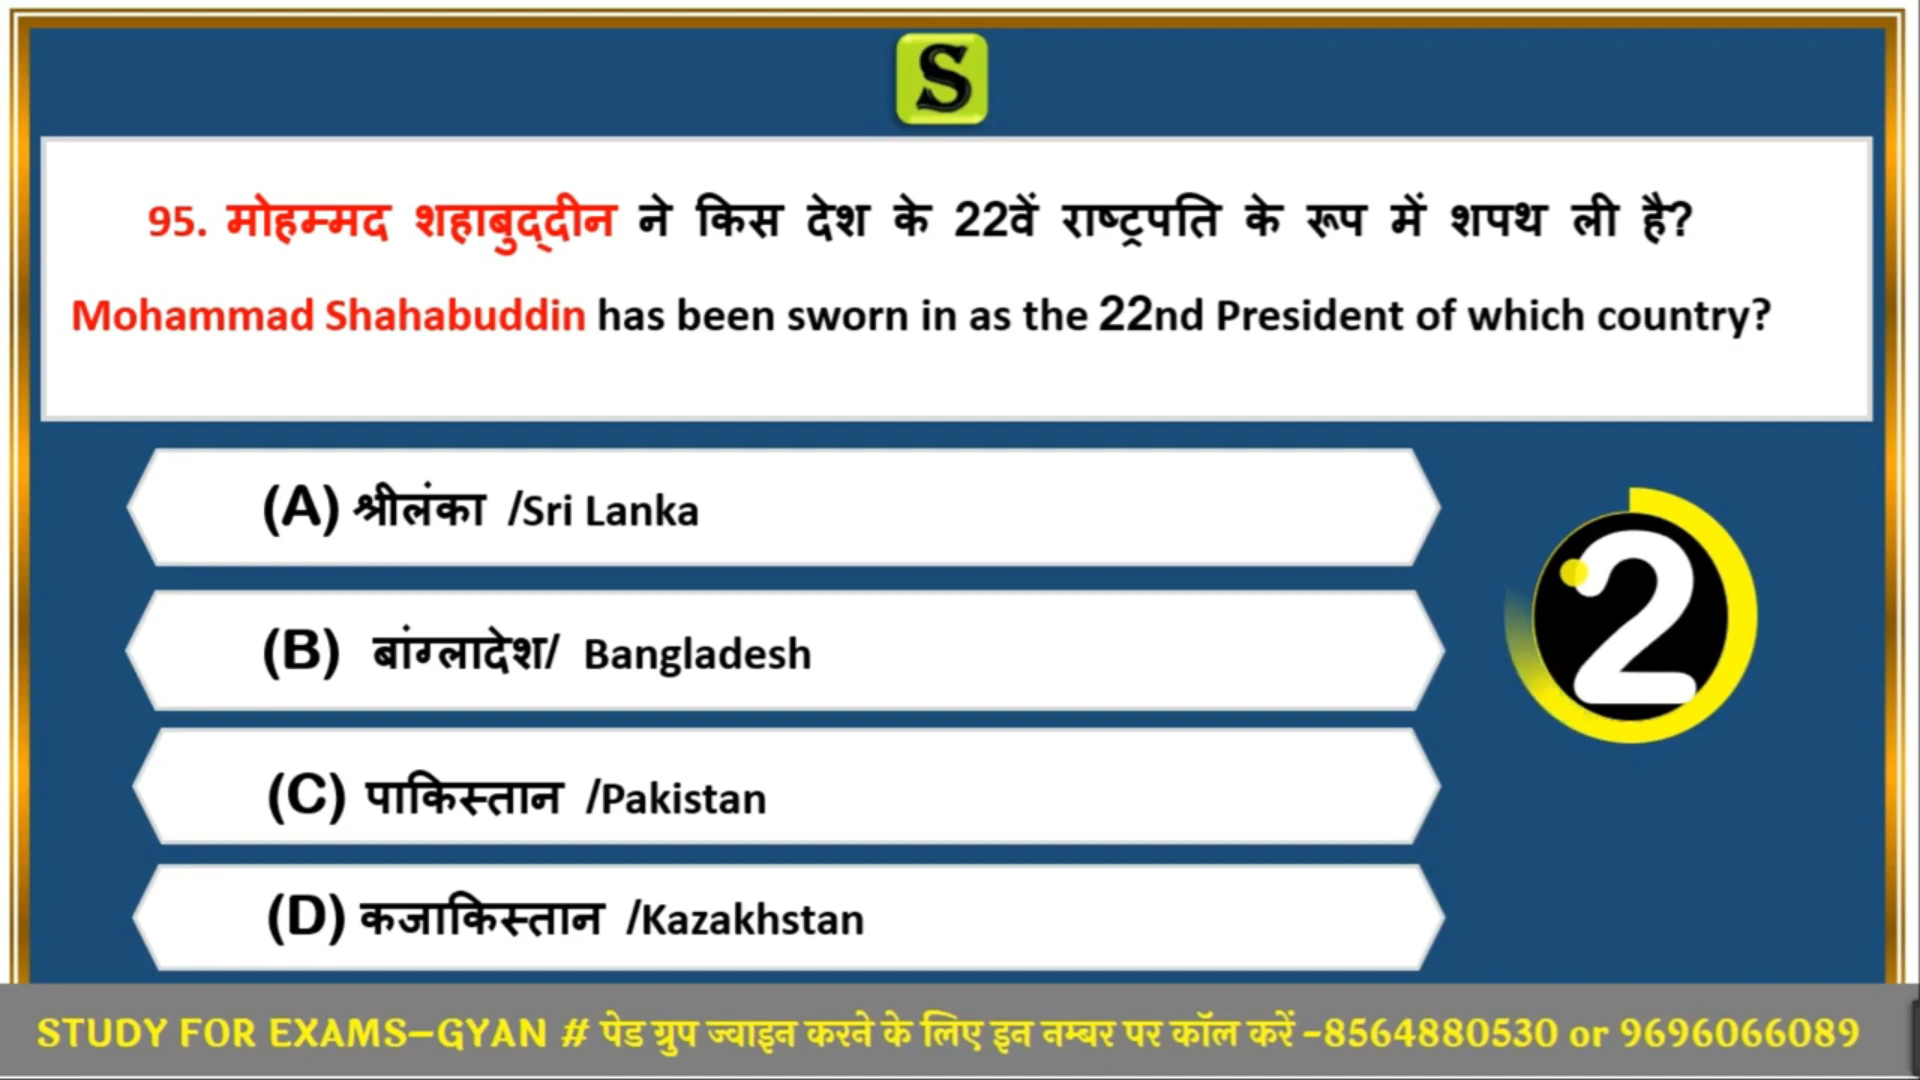 S
95. मोहम्मद शहाबुद्दीन ने किस देश के 22वें राष्ट्रपति के रूप में शपथ ली है?
Mohammad Shahabuddin has been sworn in as the 22nd President of which country?
(A) श्रीलंका /Sri Lanka
(B) बांग्लादेश/ Bangladesh
2
(C) पाकिस्तान /Pakistan
(D) कजाकिस्तान /Kazakhstan
STUDY FOR EXAMS–GYAN # पेड ग्रुप ज्वाइन करने के लिए इन नम्बर पर कॉल करें -8564880530 or 9696066089